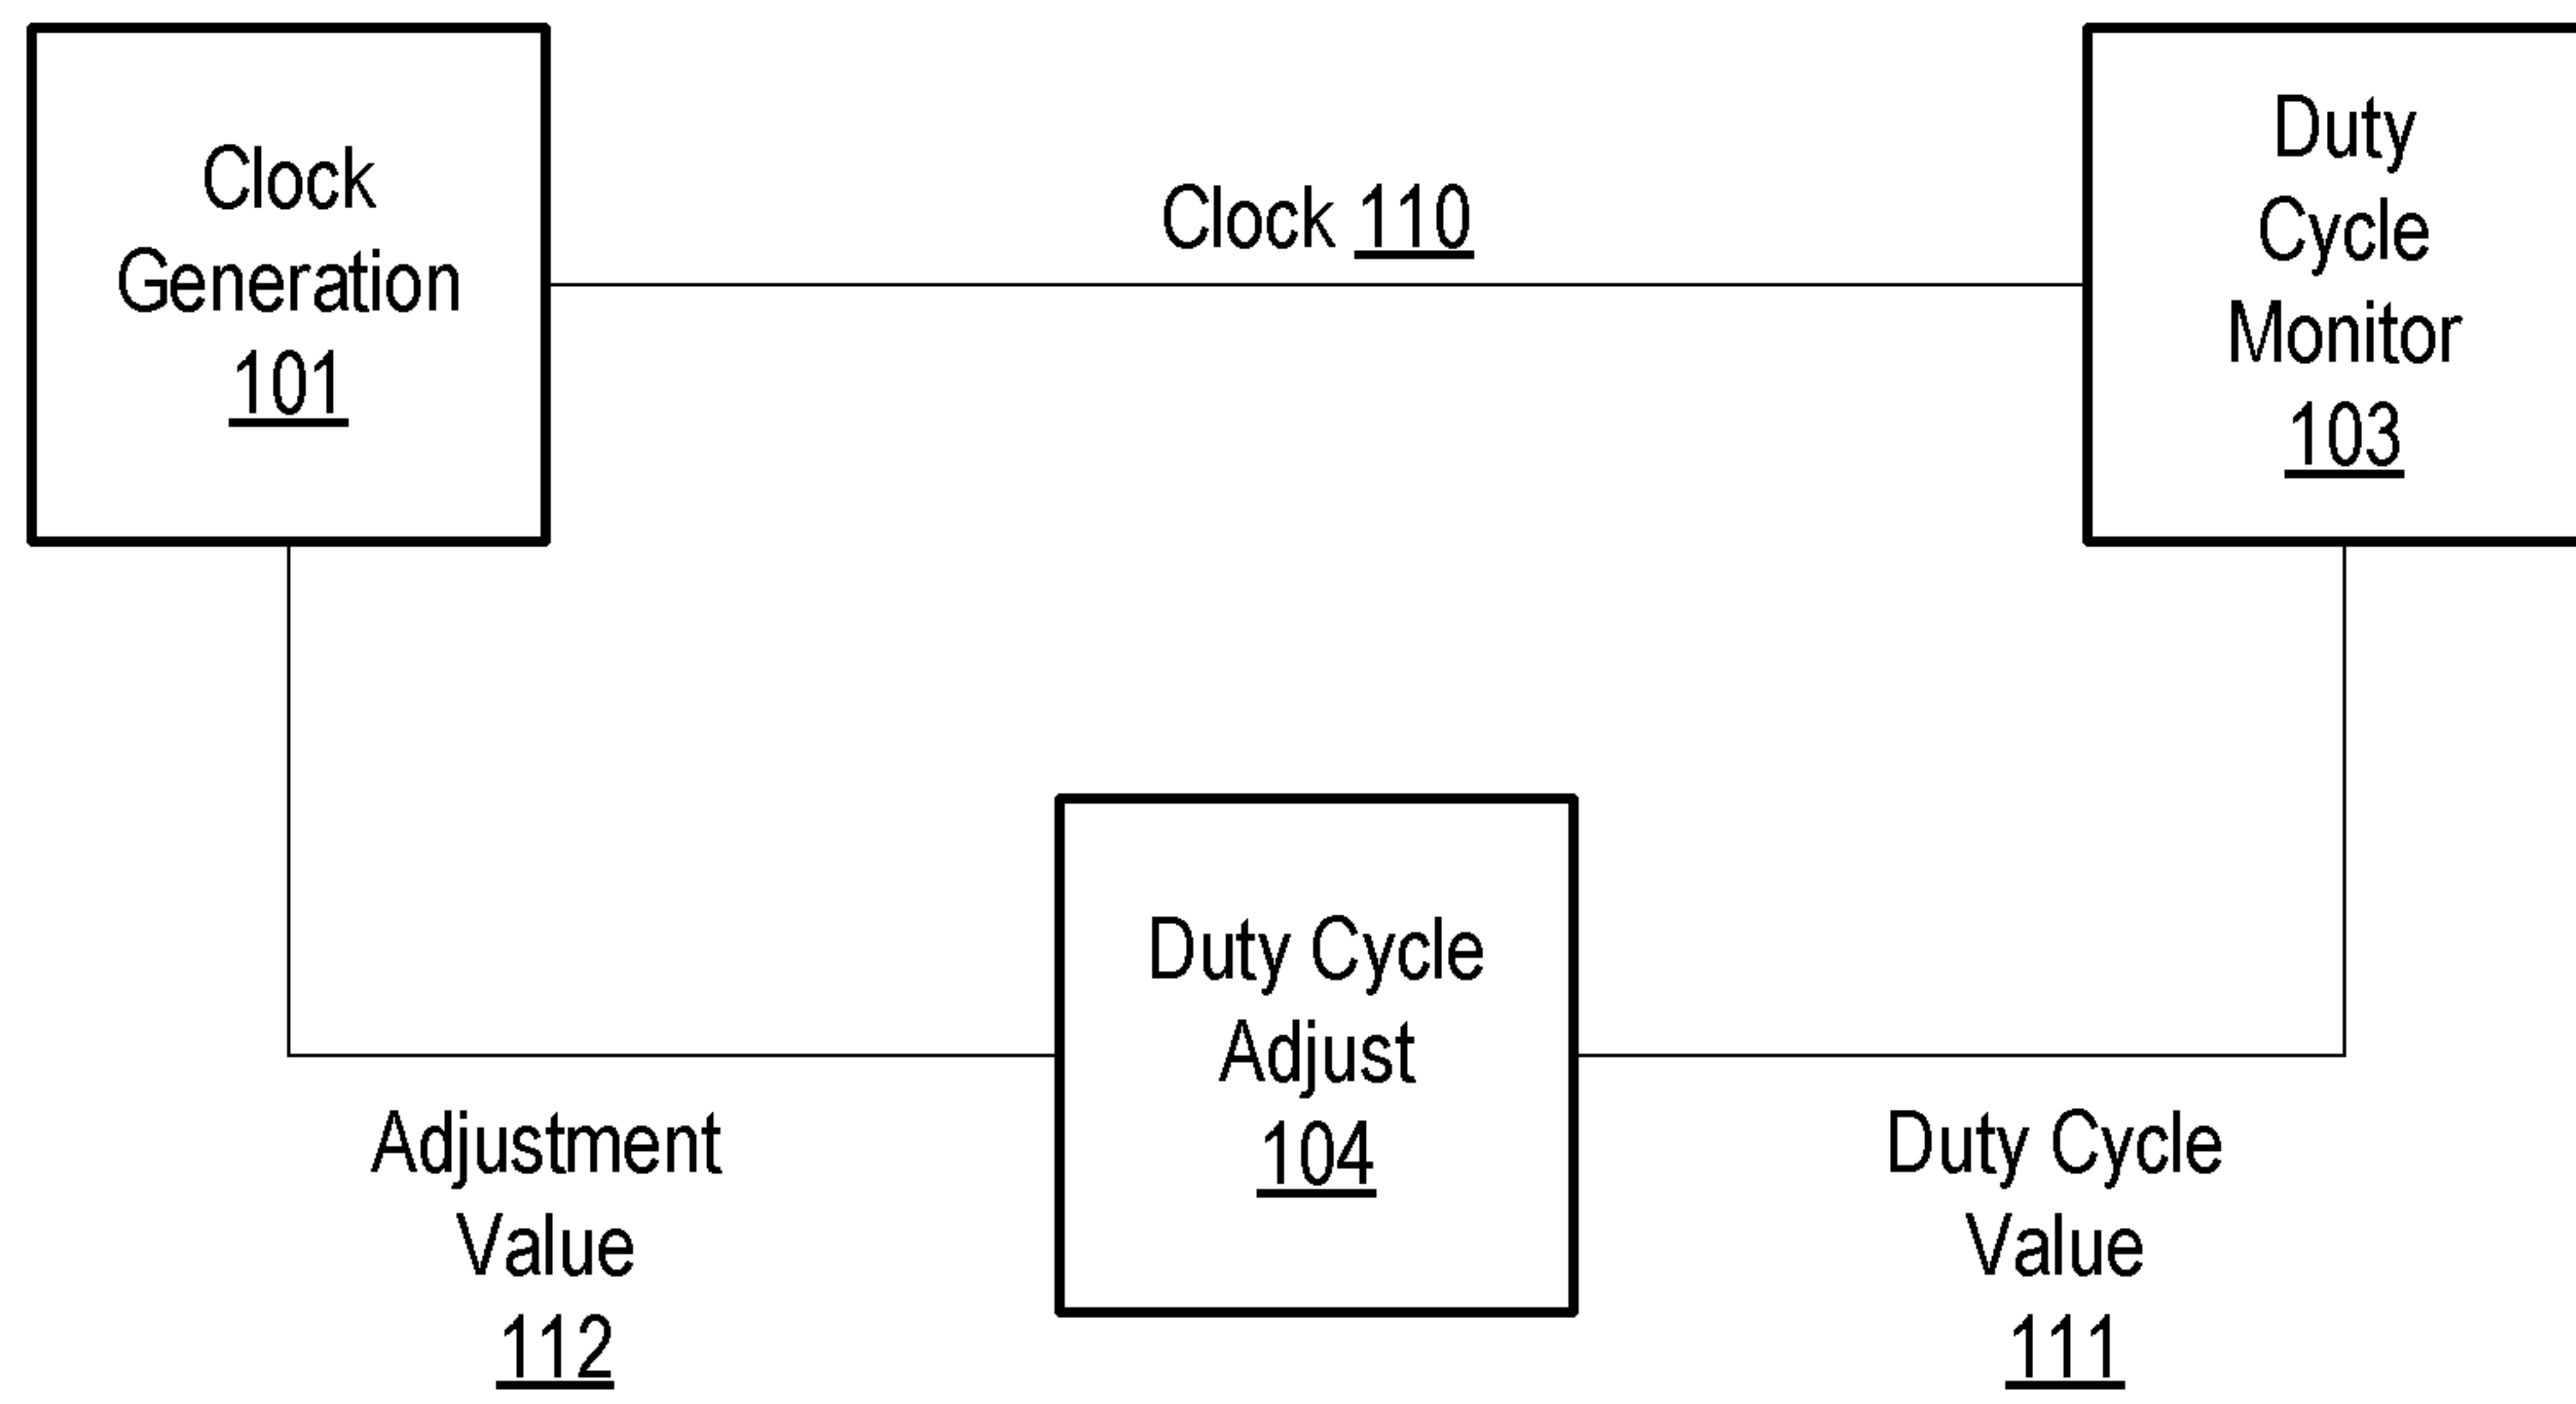 Clock
Generation
101
Clock 110
Duty
Cycle
Monitor
103
Duty Cycle
Adjust
104
Adjustment
Value
112
Duty Cycle
Value
111